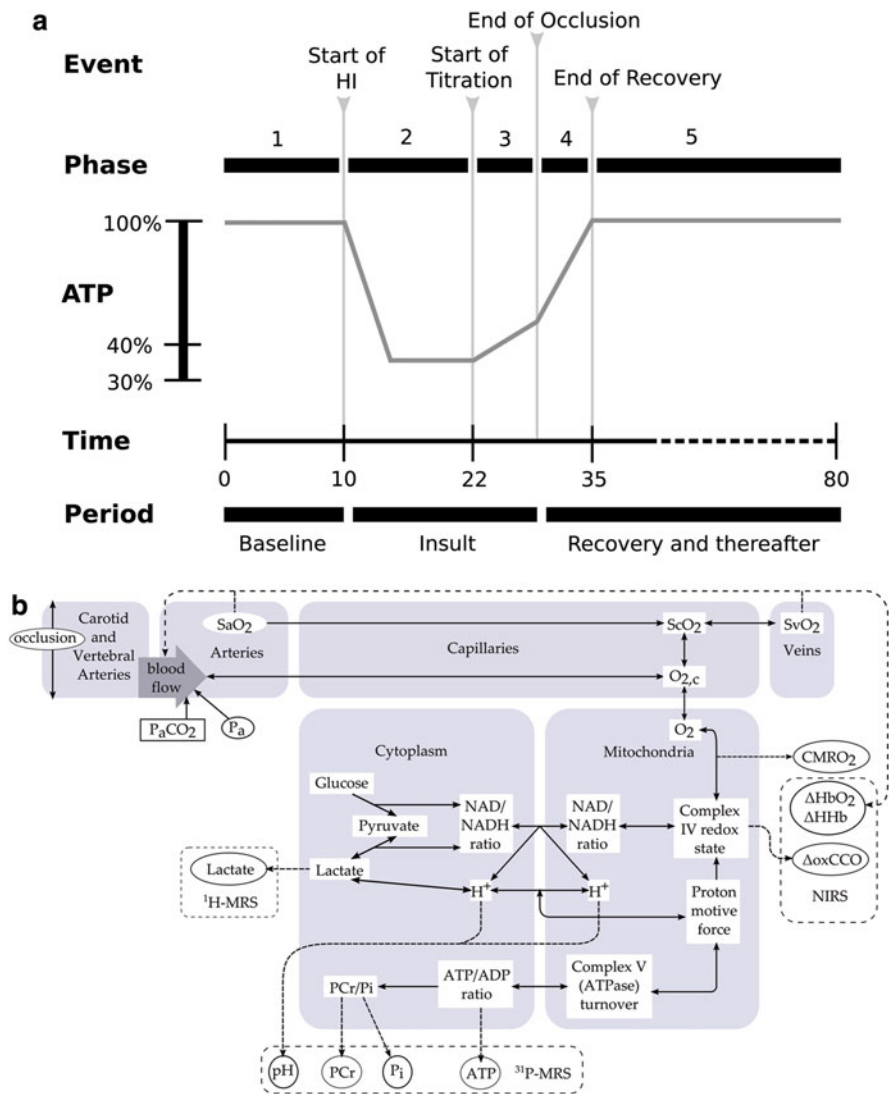 a
End of Occlusion
Event
Start of
HI
Start of
Titration
End of Recovery
1 2 3 4 5
Phase
100%
ATP
40%
30%
Time
0 10 22 35 80
Period
Baseline Insult Recovery and thereafter
b
Carotid
and
Vertebral
Arteries
occlusion
SaO2
Arteries
Capillaries
ScO2
SvO2
Veins
blood
flow
O2,c
PaCO2
Pa
O2
Cytoplasm
Mitochondria
CMRO2
Glucose
Pyruvate
Lactate
NAD/
NADH
ratio
NAD/
NADH
ratio
Complex
IV redox
state
ΔHbO2
ΔHHb
ΔoxCCO
NIRS
Lactate
1H-MRS
H+
H+
Proton
motive
force
PCr/Pi
ATP/ADP
ratio
Complex V
(ATPase)
turnover
pH
PCr
Pi
ATP
31P-MRS